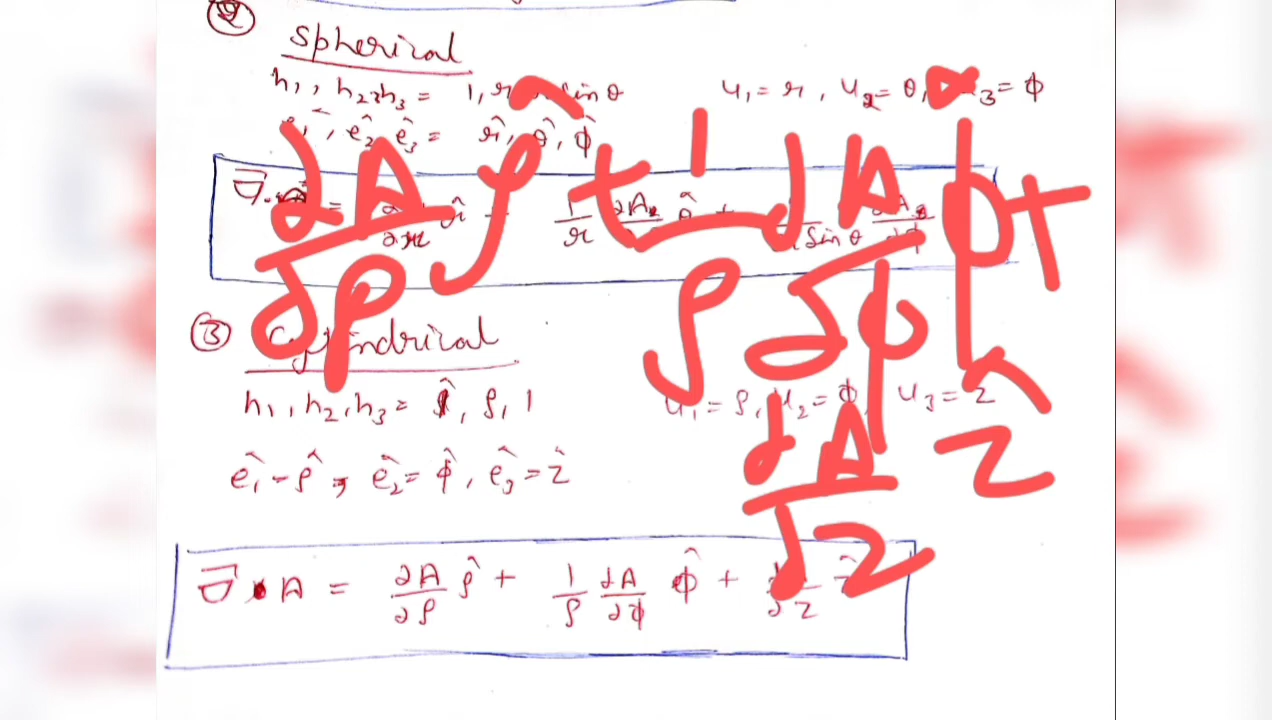 ②
Spherical
h₁, h₂, h₃ = 1, r, r sinθ u₁ = r, u₂ = θ, u₃ = φ
ê₁, ê₂, ê₃ = r̂, θ̂, φ̂
∂A/∂ρ ρ̂ + 1/ρ ∂A/∂φ φ̂ +
∂A/∂z ẑ
③ Cylindrical
h₁, h₂, h₃ = 1, ρ, 1 u₁ = ρ, u₂ = φ, u₃ = z
ê₁ - ρ̂, ê₂ = φ̂, ê₃ = ẑ
∇⃗ · A = ∂A/∂ρ ρ̂ + 1/ρ ∂A/∂φ φ̂ + ∂A/∂z ẑ